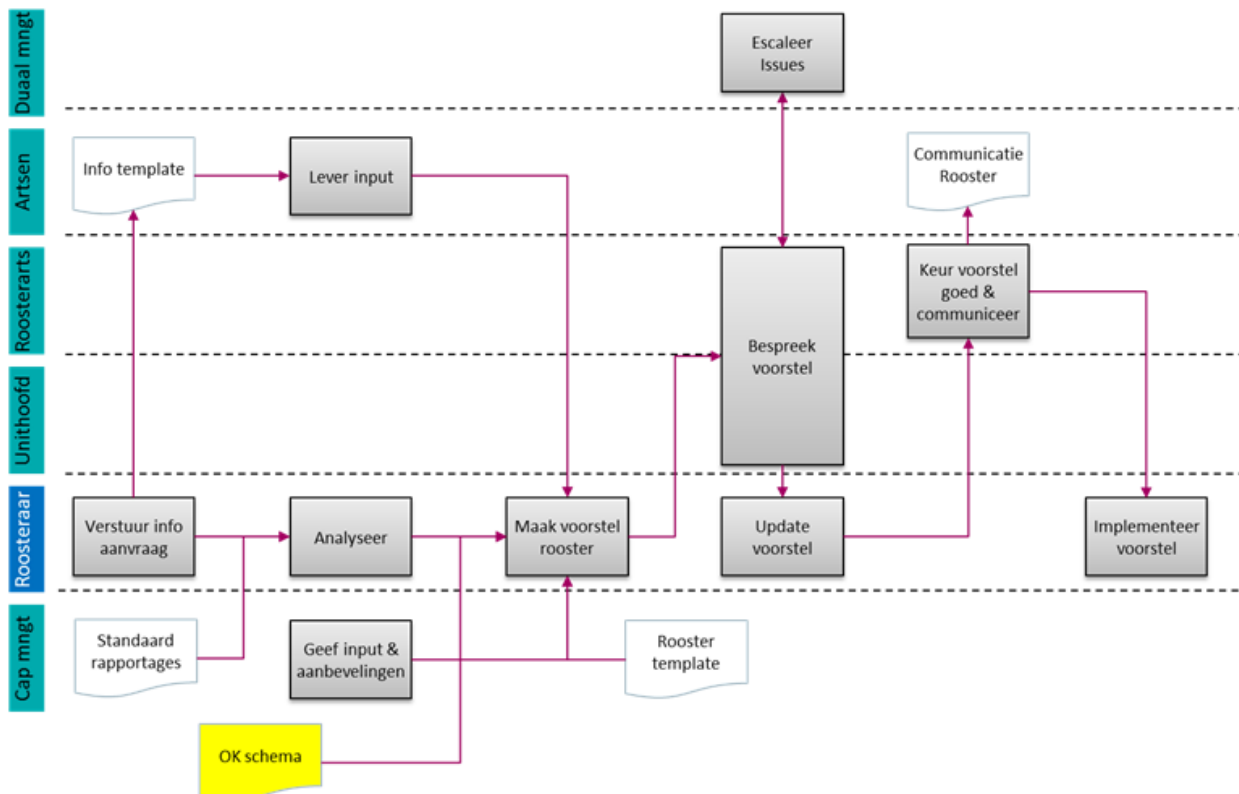 Duaal mngt
Escaleer
Issues
Artsen
Info template
Lever input
Communicatie
Rooster
Roosterarts
Keur voorstel
goed &
communiceer
Bespreek
voorstel
Unithoofd
Roosteraar
Verstuur info
aanvraag
Analyseer
Maak voorstel
rooster
Update
voorstel
Implementeer
voorstel
Cap mngt
Standaard
rapportages
Geef input &
aanbevelingen
Rooster
template
OK schema